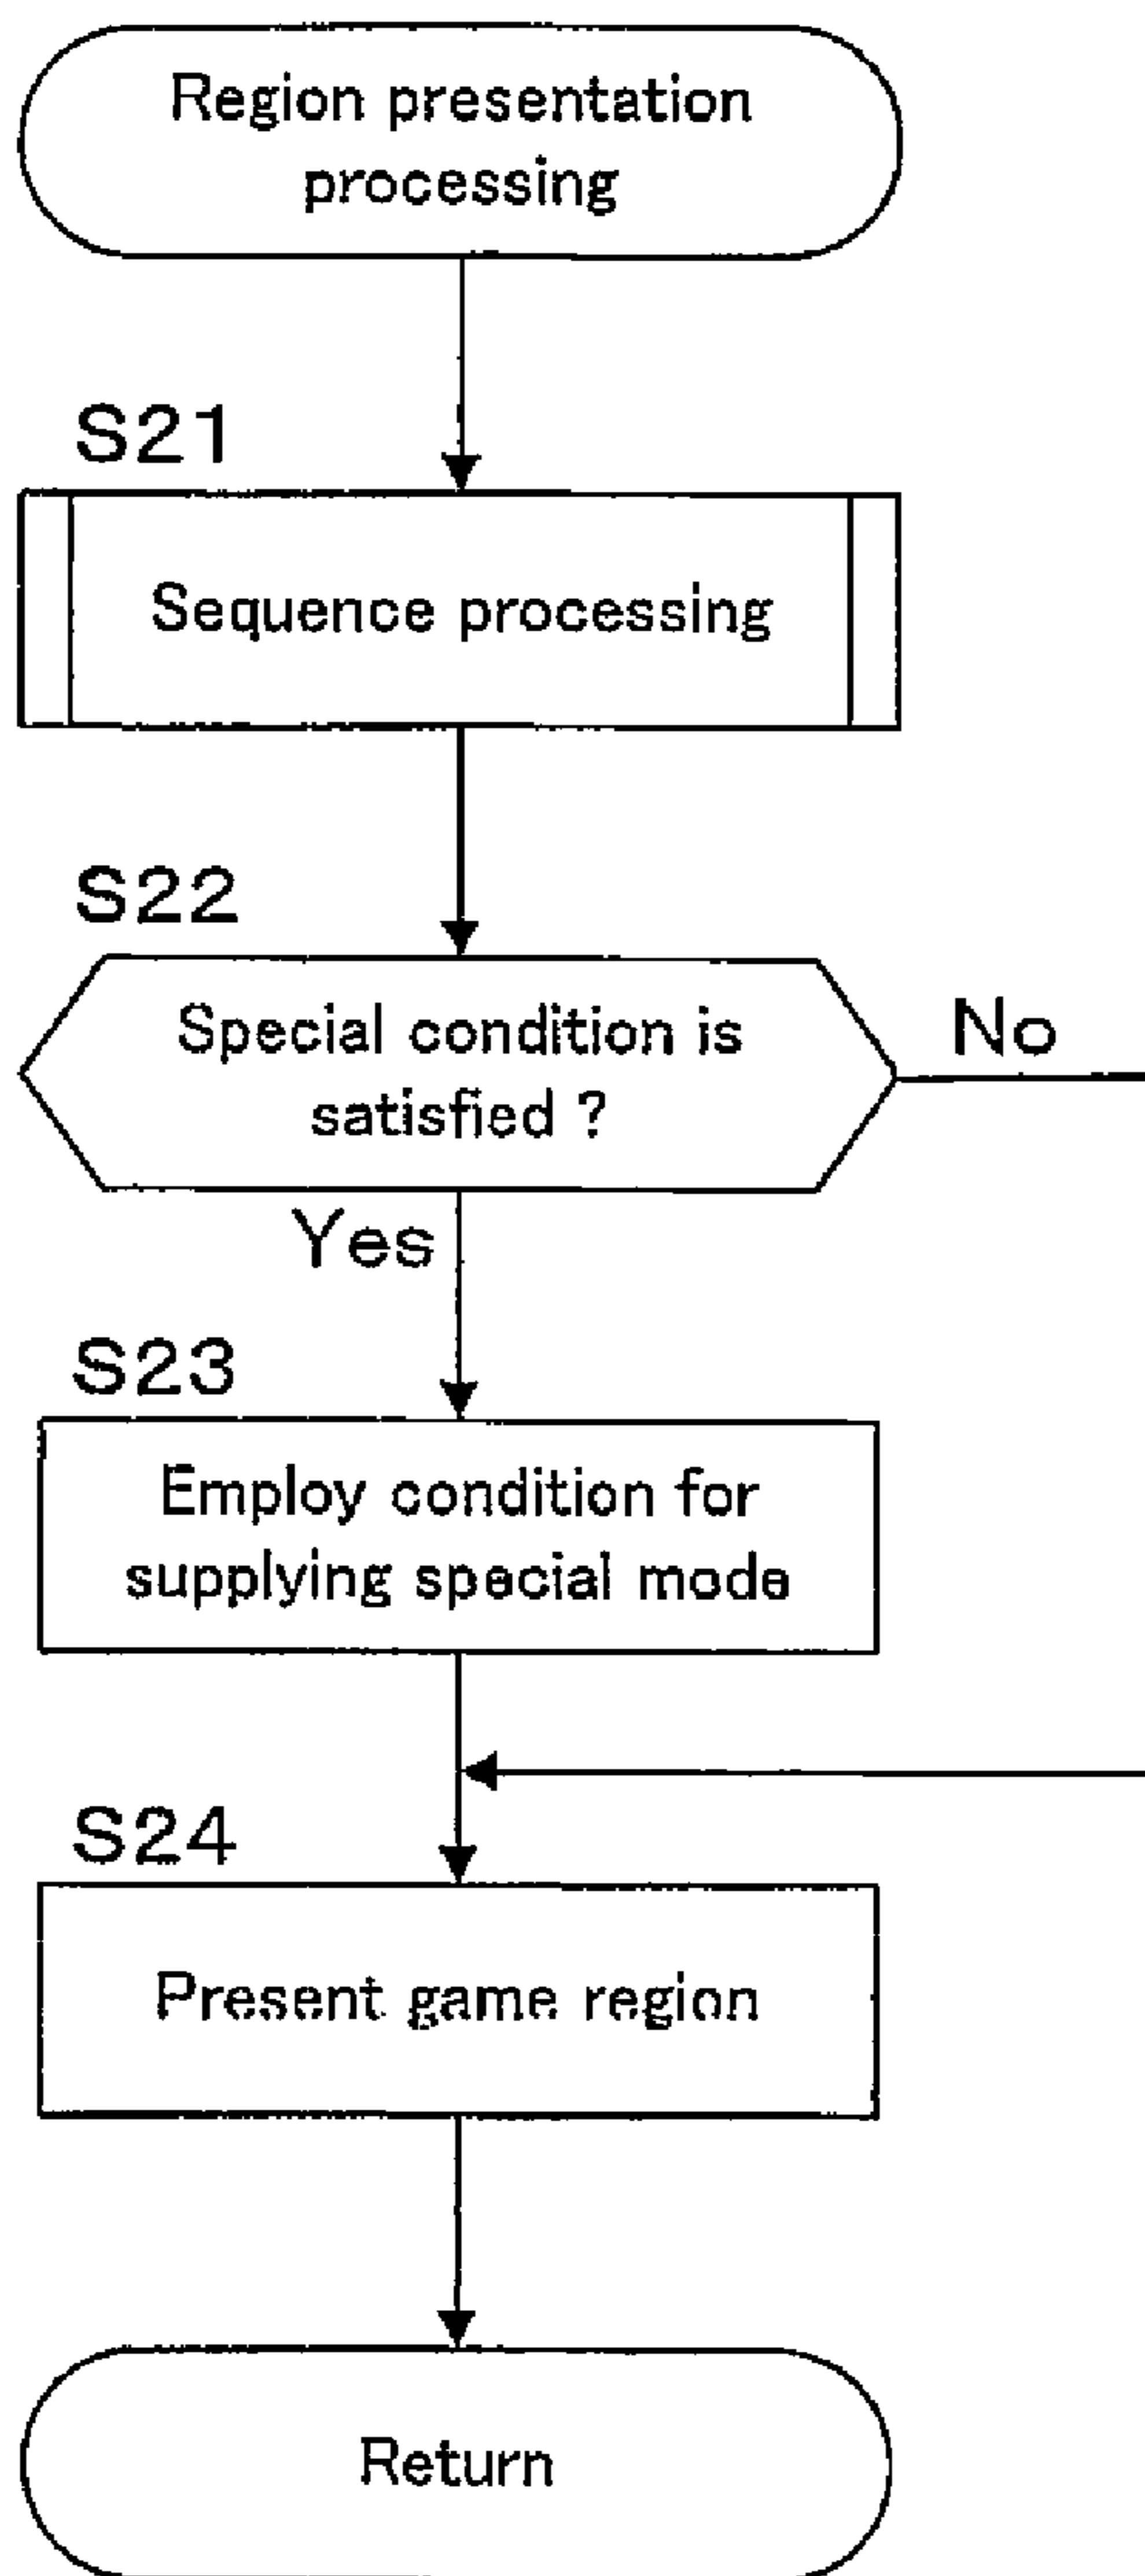 Region presentation
processing
S21
Sequence processing
S22
Special condition is
satisfied ?
No
Yes
S23
Employ condition for
supplying special mode
S24
Present game region
Return